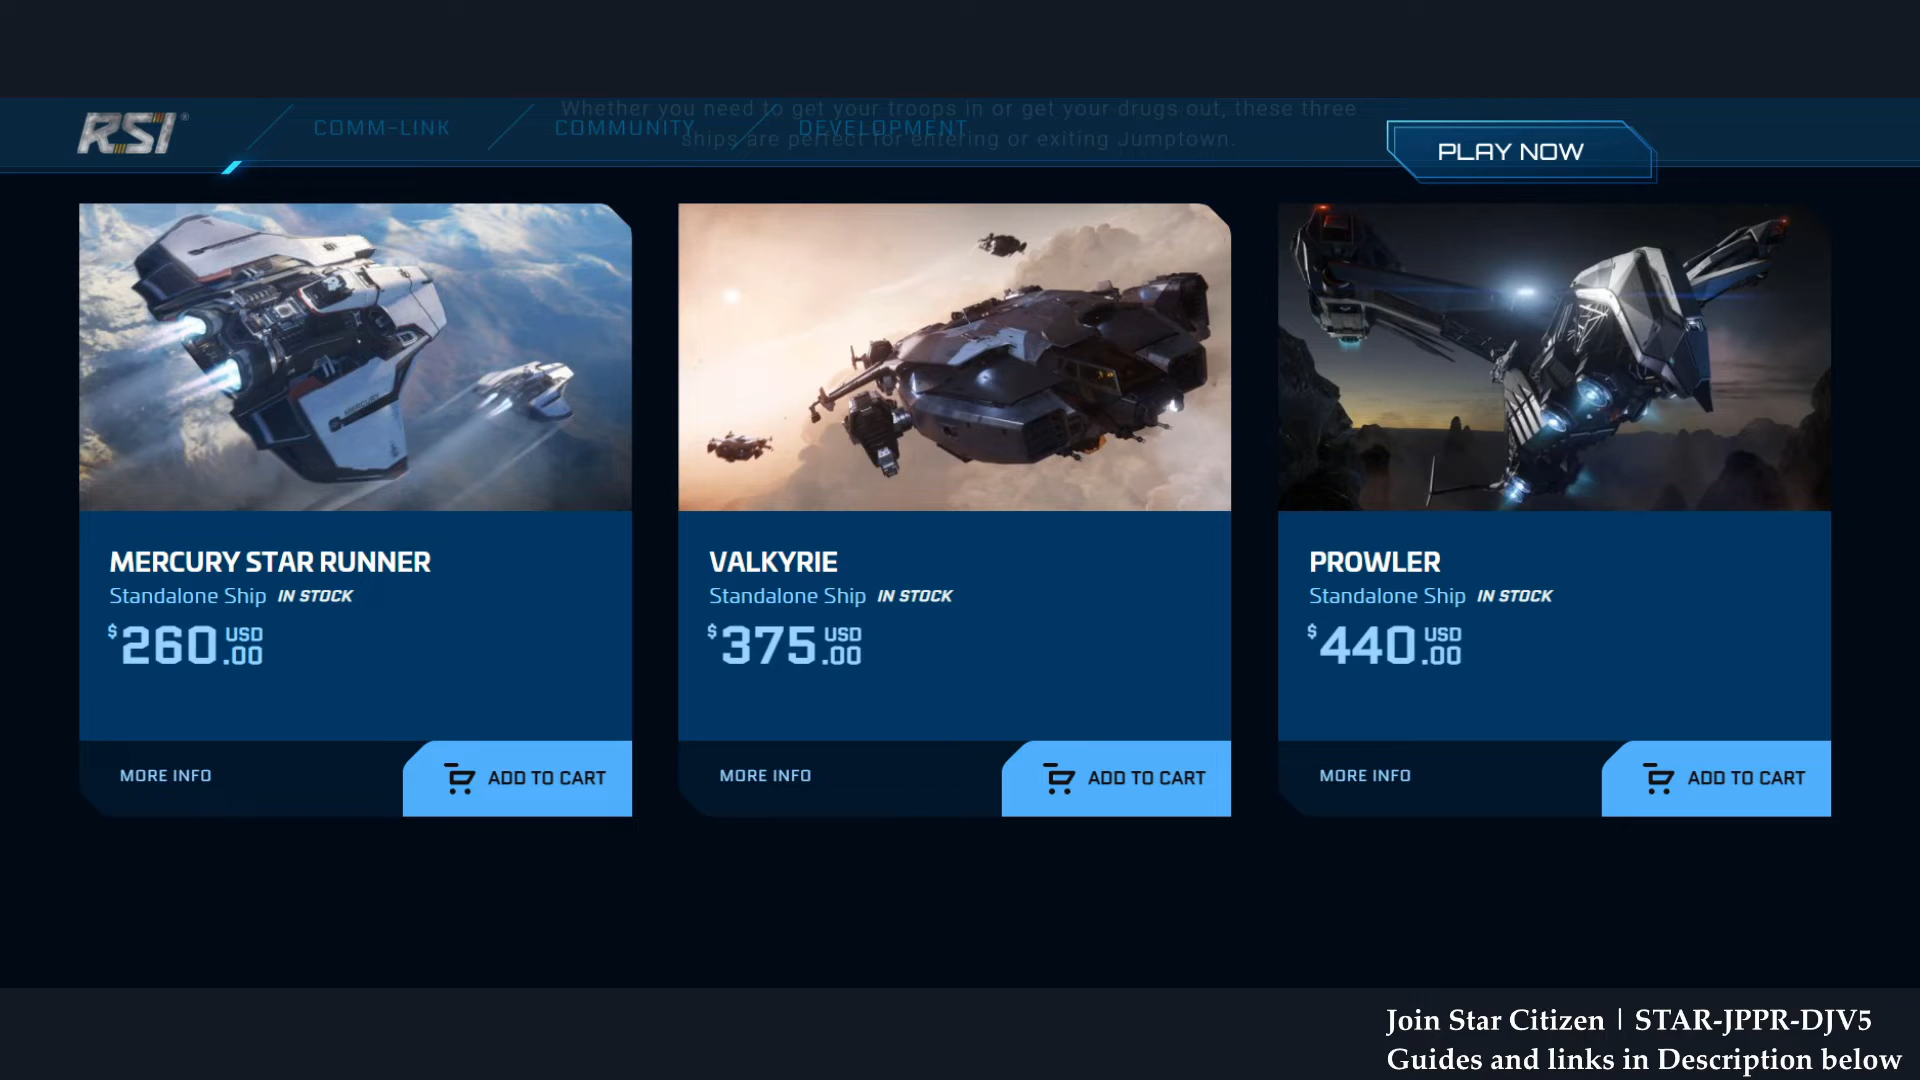 Whether you need to get your troops in or get your drugs out, these three
RSI®
COMM-LINK
COMMUNITY
DEVELOPMENT
ships are perfect for entering or exiting Jumptown.
PLAY NOW
MERCURY
MERCURY STAR RUNNER
Standalone Ship IN STOCK
$260.00 USD
MORE INFO
ADD TO CART
VALKYRIE
Standalone Ship IN STOCK
$375.00 USD
MORE INFO
ADD TO CART
PROWLER
Standalone Ship IN STOCK
$440.00 USD
MORE INFO
ADD TO CART
Join Star Citizen | STAR-JPPR-DJV5
Guides and links in Description below